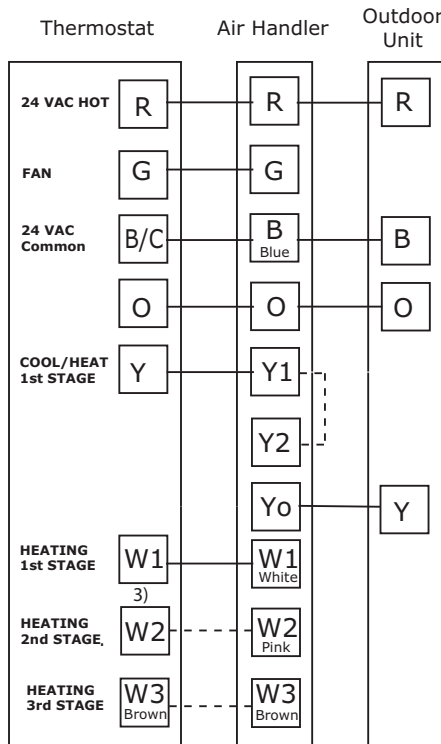 Thermostat
Air Handler
Outdoor
Unit
24 VAC HOT
R
R
R
FAN
G
G
24 VAC
Common
B/C
B
Blue
B
O
O
O
COOL/HEAT
1st STAGE
Y
Y1
Y2
Yo
Y
HEATING
1st STAGE
W1
W1
White
3)
HEATING
2nd STAGE.
W2
W2
Pink
HEATING
3rd STAGE
W3
Brown
W3
Brown